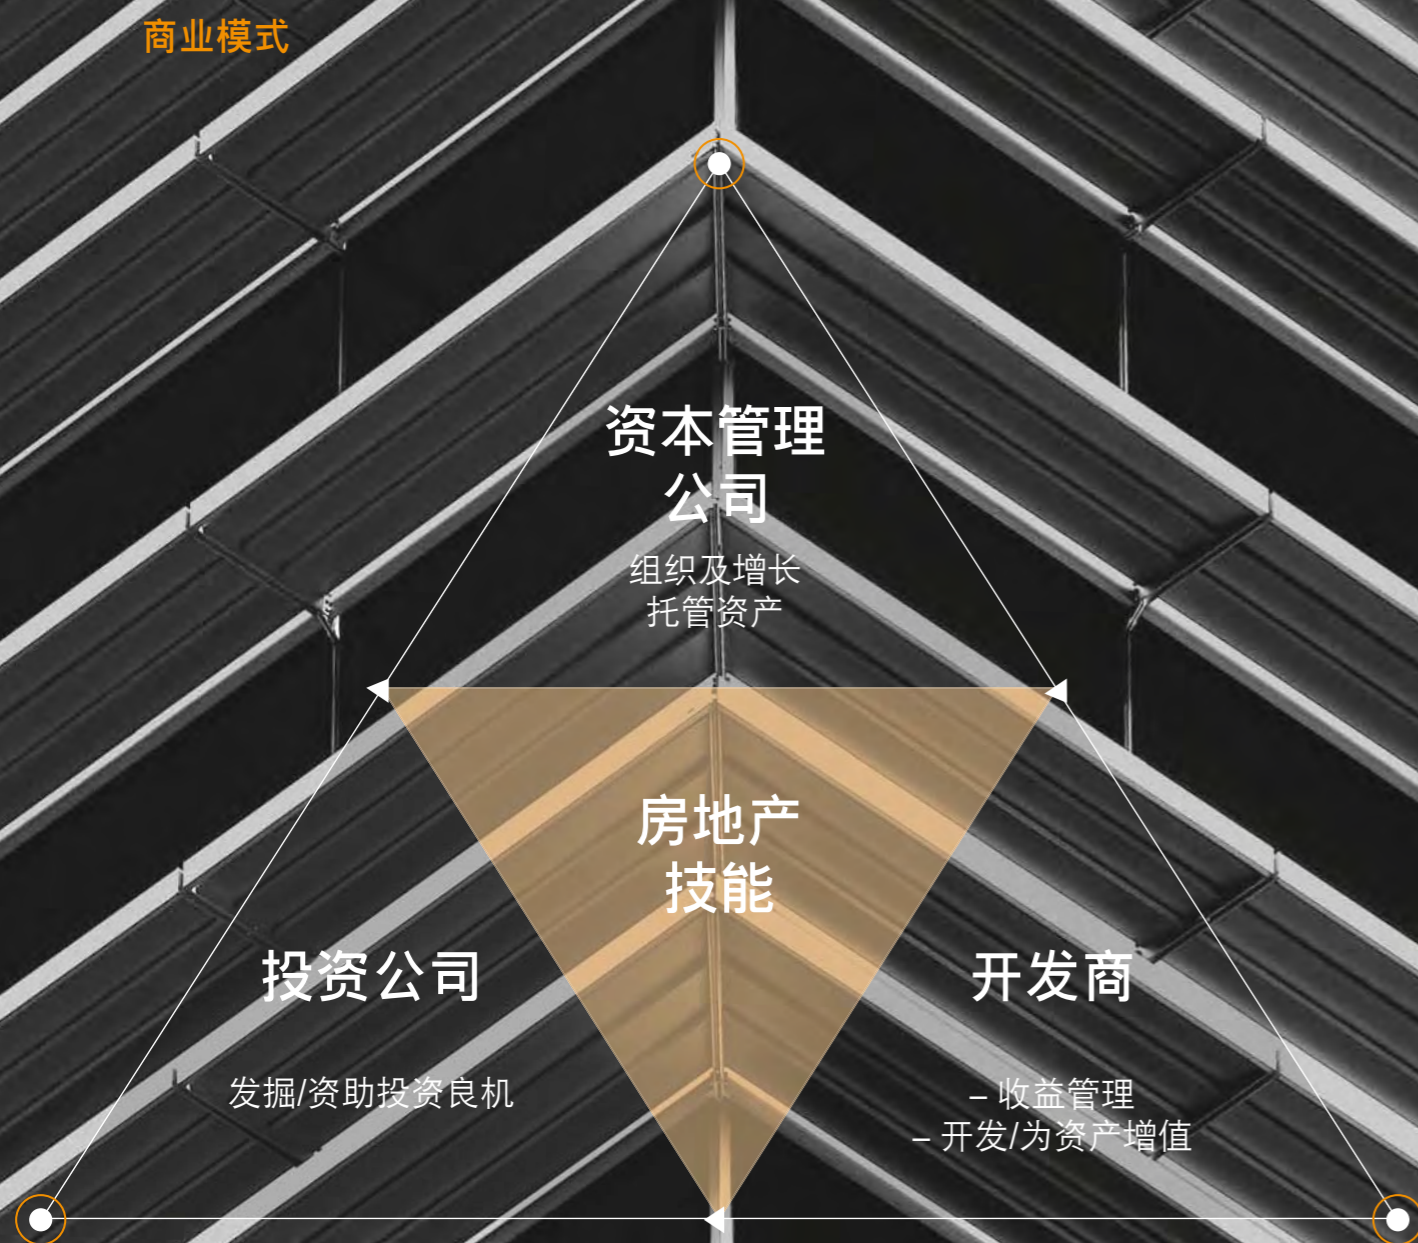 商业模式
资本管理
公司
组织及增长
托管资产
房地产
技能
投资公司
发掘/资助投资良机
开发商
– 收益管理
– 开发/为资产增值